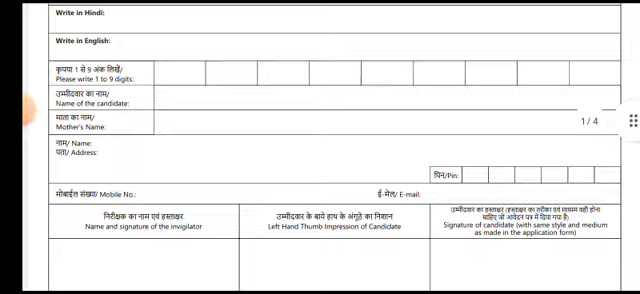 Write in Hindi:
Write in English:
कृपया 1 से 9 अंक लिखें/
Please write 1 to 9 digits:
उम्मीदवार का नाम/
Name of the candidate:
माता का नाम/
Mother's Name:
1 / 4
नाम/ Name:
पता/ Address:
पिन/Pin:
मोबाईल संख्या/ Mobile No.:
ई-मेल/ E-mail:
निरीक्षक का नाम एवं हस्ताक्षर
Name and signature of the invigilator
उम्मीदवार के बाये हाथ के अंगूठे का निशान
Left Hand Thumb Impression of Candidate
उम्मीदवार का हस्ताक्षर (हस्ताक्षर का तरीका एवं माध्यम वही होना
चाहिए जो आवेदन पत्र में दिया गया है)
Signature of candidate (with same style and medium
as made in the application form)